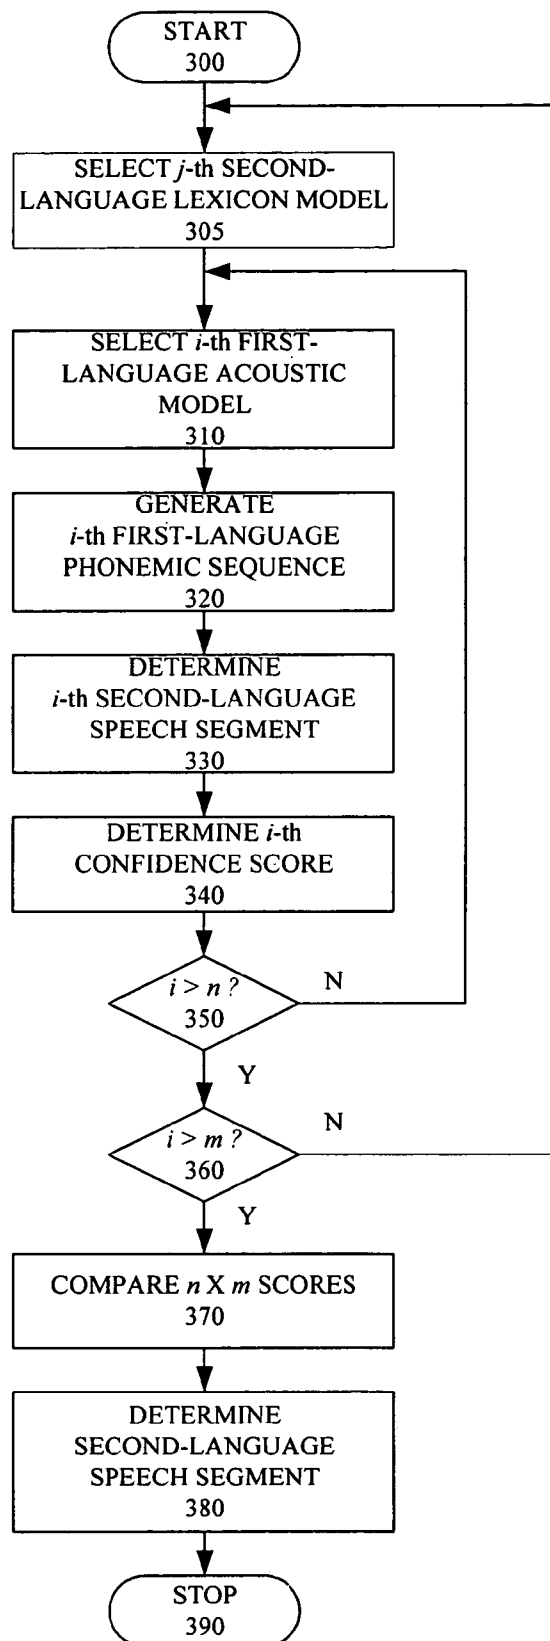 START
300
SELECT j-th SECOND-
LANGUAGE LEXICON MODEL
305
SELECT i-th FIRST-
LANGUAGE ACOUSTIC
MODEL
310
GENERATE
i-th FIRST-LANGUAGE
PHONEMIC SEQUENCE
320
DETERMINE
i-th SECOND-LANGUAGE
SPEECH SEGMENT
330
DETERMINE i-th
CONFIDENCE SCORE
340
i > n ?
350
N
Y
i > m ?
360
N
Y
COMPARE n X m SCORES
370
DETERMINE
SECOND-LANGUAGE
SPEECH SEGMENT
380
STOP
390